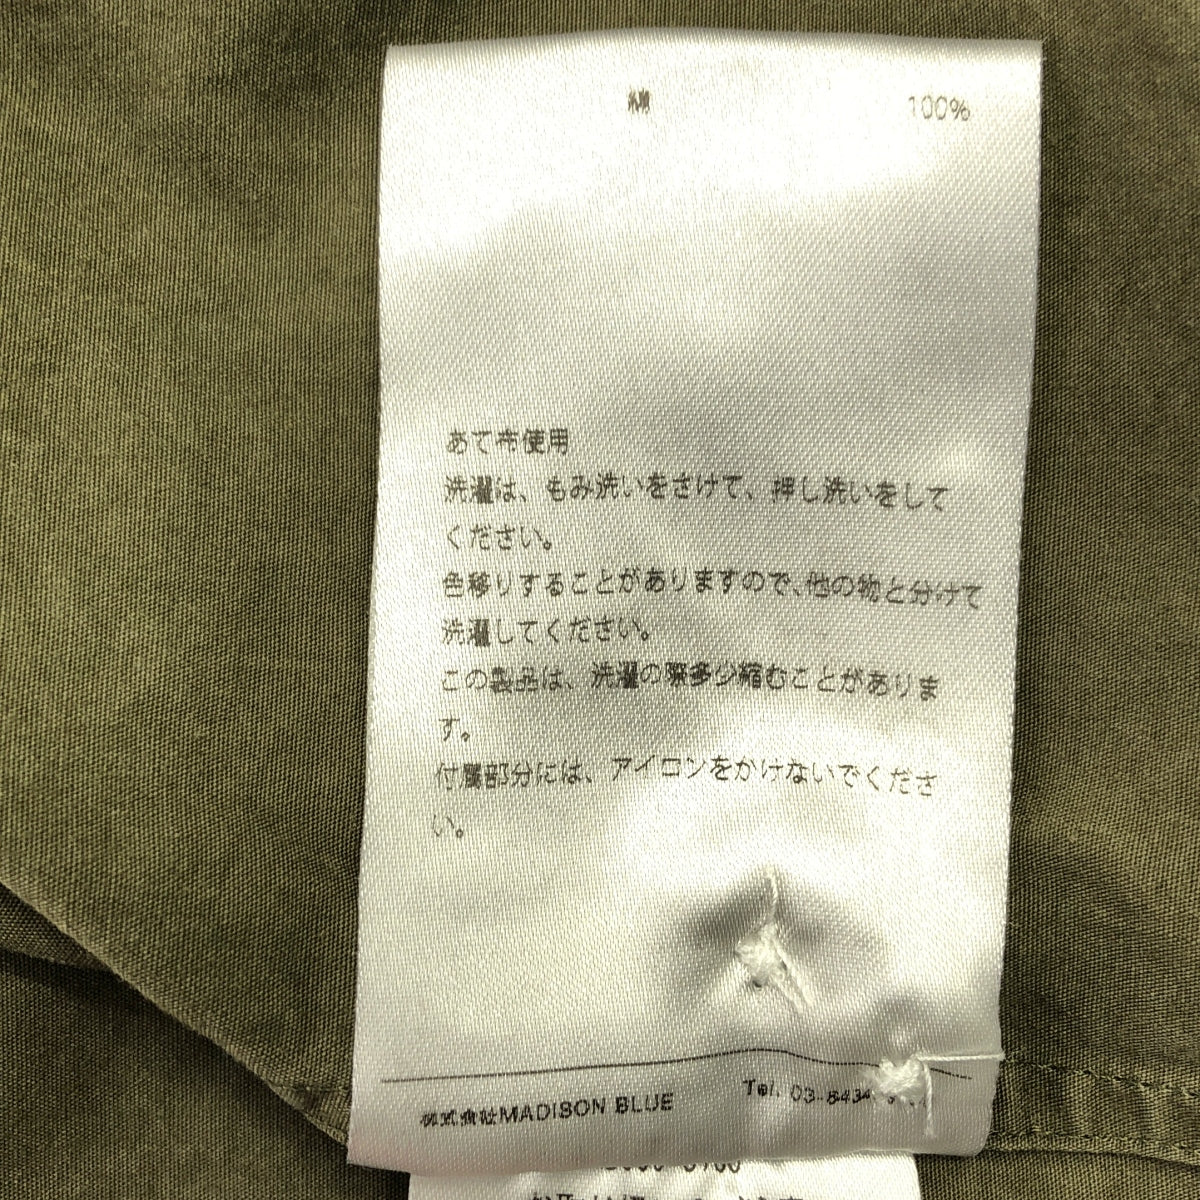 綿 100%
あて布使用
洗濯は、もみ洗いをさけて、押し洗いをして
ください。
色移りすることがありますので、他の物と分けて
洗濯してください。
この製品は、洗濯の際多少縮むことがありま
す。
付属部分には、アイロンをかけないでくださ
い。
株式会社MADISON BLUE Tel. 03-